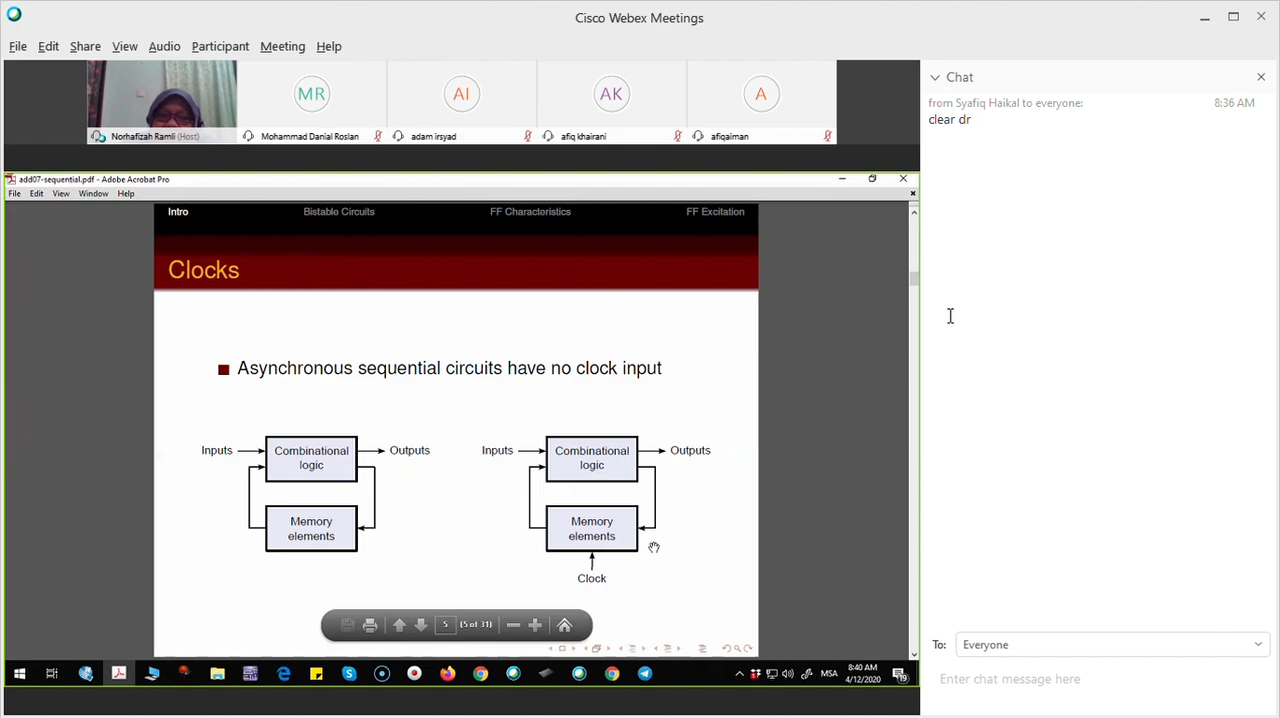 Cisco Webex Meetings
File Edit Share View Audio Participant Meeting Help
MR AI AK A
Norhafizah Ramli (Host) Mohammad Danial Roslan adam irsyad afiq khairani afiqaiman
Chat
from Syafiq Haikal to everyone: 8:36 AM
clear dr
add07-sequential.pdf - Adobe Acrobat Pro
File Edit View Window Help
Intro Bistable Circuits FF Characteristics FF Excitation
Clocks
Asynchronous sequential circuits have no clock input
Inputs
Combinational
logic
Outputs
Memory
elements
Inputs
Combinational
logic
Outputs
Memory
elements
Clock
5 (5 of 31)
To: Everyone
Enter chat message here
MSA
8:40 AM
4/12/2020
19